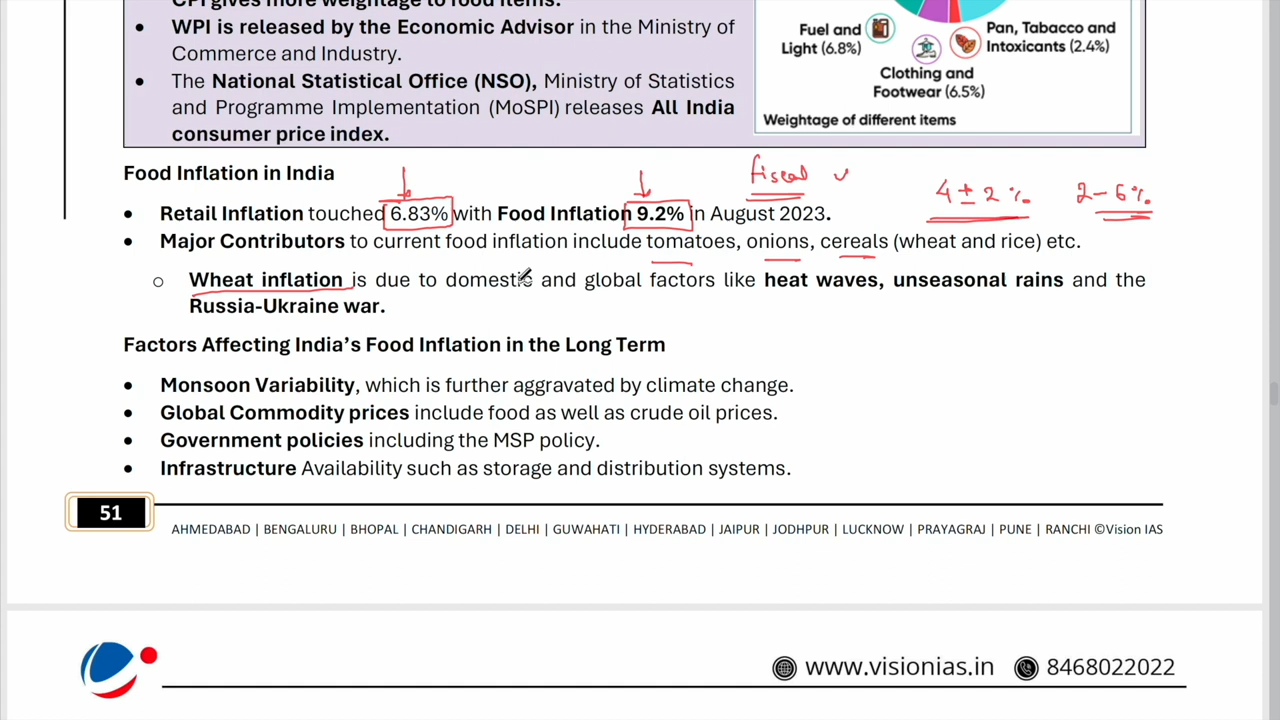 CPI gives more weightage to food items.
• WPI is released by the Economic Advisor in the Ministry of
Commerce and Industry.
• The National Statistical Office (NSO), Ministry of Statistics
and Programme Implementation (MoSPI) releases All India
consumer price index.
Fuel and
Light (6.8%)
Pan, Tabacco and
Intoxicants (2.4%)
Clothing and
Footwear (6.5%)
Weightage of different items
Food Inflation in India
fiscal
4 ± 2 %.
2 – 6 %.
• Retail Inflation touched 6.83% with Food Inflation 9.2% in August 2023.
• Major Contributors to current food inflation include tomatoes, onions, cereals (wheat and rice) etc.
o Wheat inflation is due to domestic and global factors like heat waves, unseasonal rains and the
Russia-Ukraine war.
Factors Affecting India's Food Inflation in the Long Term
• Monsoon Variability, which is further aggravated by climate change.
• Global Commodity prices include food as well as crude oil prices.
• Government policies including the MSP policy.
• Infrastructure Availability such as storage and distribution systems.
51
AHMEDABAD | BENGALURU | BHOPAL | CHANDIGARH | DELHI | GUWAHATI | HYDERABAD | JAIPUR | JODHPUR | LUCKNOW | PRAYAGRAJ | PUNE | RANCHI ©Vision IAS
www.visionias.in
8468022022